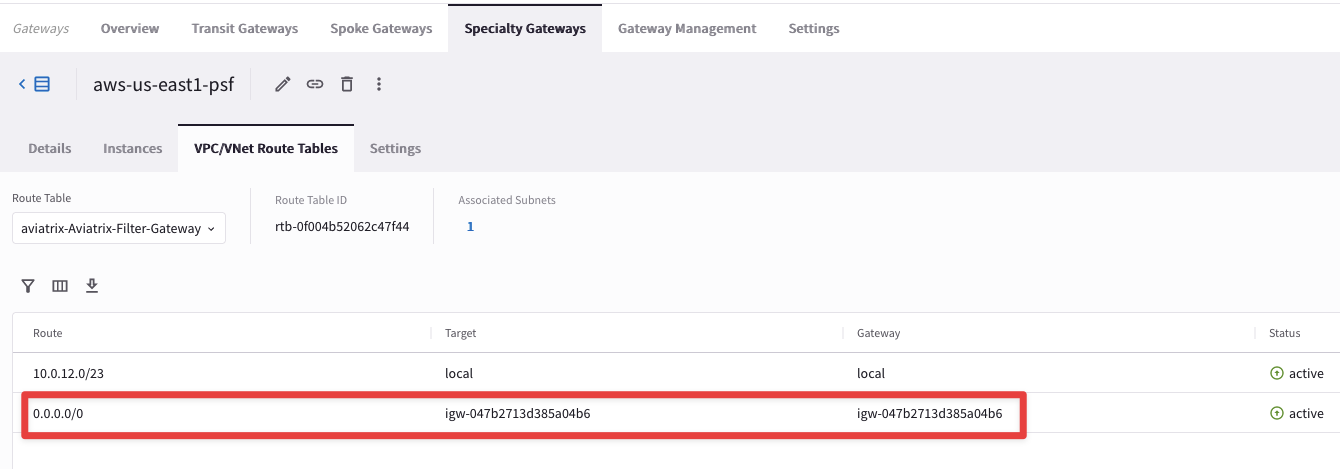 Gateways Overview Transit Gateways Spoke Gateways Specialty Gateways Gateway Management Settings
aws-us-east1-psf
Details Instances VPC/VNet Route Tables Settings
Route Table Route Table ID Associated Subnets
aviatrix-Aviatrix-Filter-Gateway rtb-0f004b52062c47f44 1
Route Target Gateway Status
10.0.12.0/23 local local active
0.0.0.0/0 igw-047b2713d385a04b6 igw-047b2713d385a04b6 active